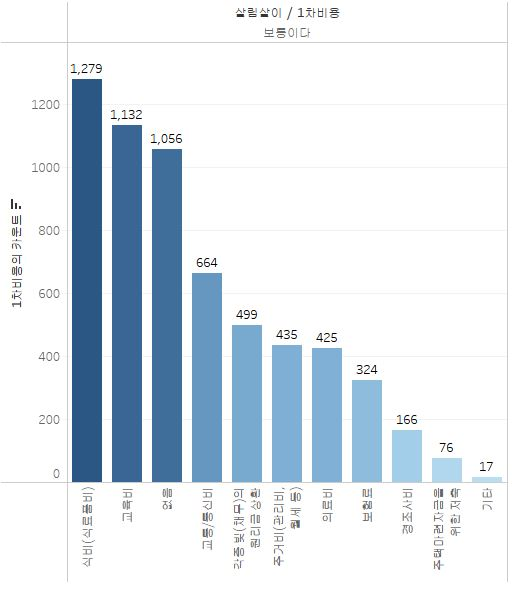 살림살이 / 1차비용
보통이다
1,279
1,132
1,056
664
499
435
425
324
166
76
17
1200
1000
800
600
400
200
0
1차비용의 카운트
식비(식료품비)
교육비
없음
교통/통신비
각종빚(채무)의
원리금상환
주거비(관리비,
월세 등)
의료비
보험료
경조사비
주택마련자금을
위한 저축
기타